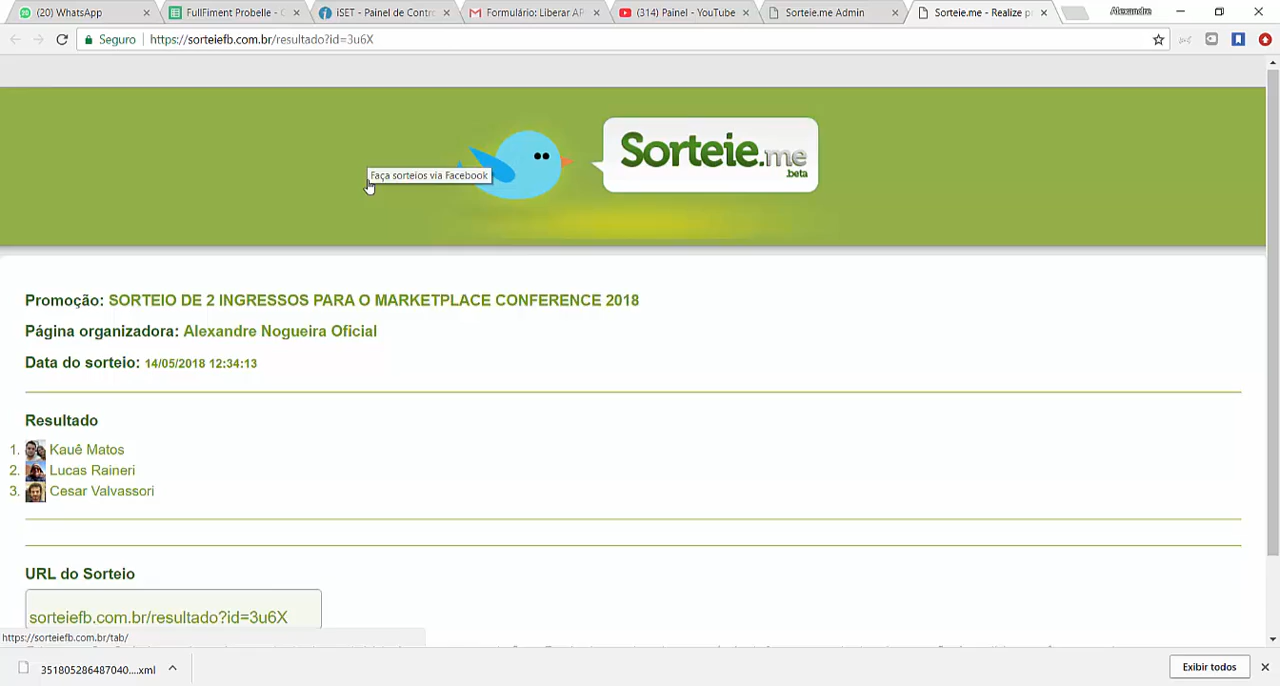 (20) WhatsApp
FullFiment Probelle -
iSET - Painel de Contro
Formulário: Liberar AP
(314) Painel - YouTube
Sorteie.me Admin
Sorteie.me - Realize p
Alexandre
Seguro
https://sorteiefb.com.br/resultado?id=3u6X
Sorteie.me
.beta
Faça sorteios via Facebook
Promoção: SORTEIO DE 2 INGRESSOS PARA O MARKETPLACE CONFERENCE 2018
Página organizadora: Alexandre Nogueira Oficial
Data do sorteio: 14/05/2018 12:34:13
Resultado
1. Kauê Matos
2. Lucas Raineri
3. Cesar Valvassori
URL do Sorteio
sorteiefb.com.br/resultado?id=3u6X
https://sorteiefb.com.br/tab/
351805286487040....xml
Exibir todos